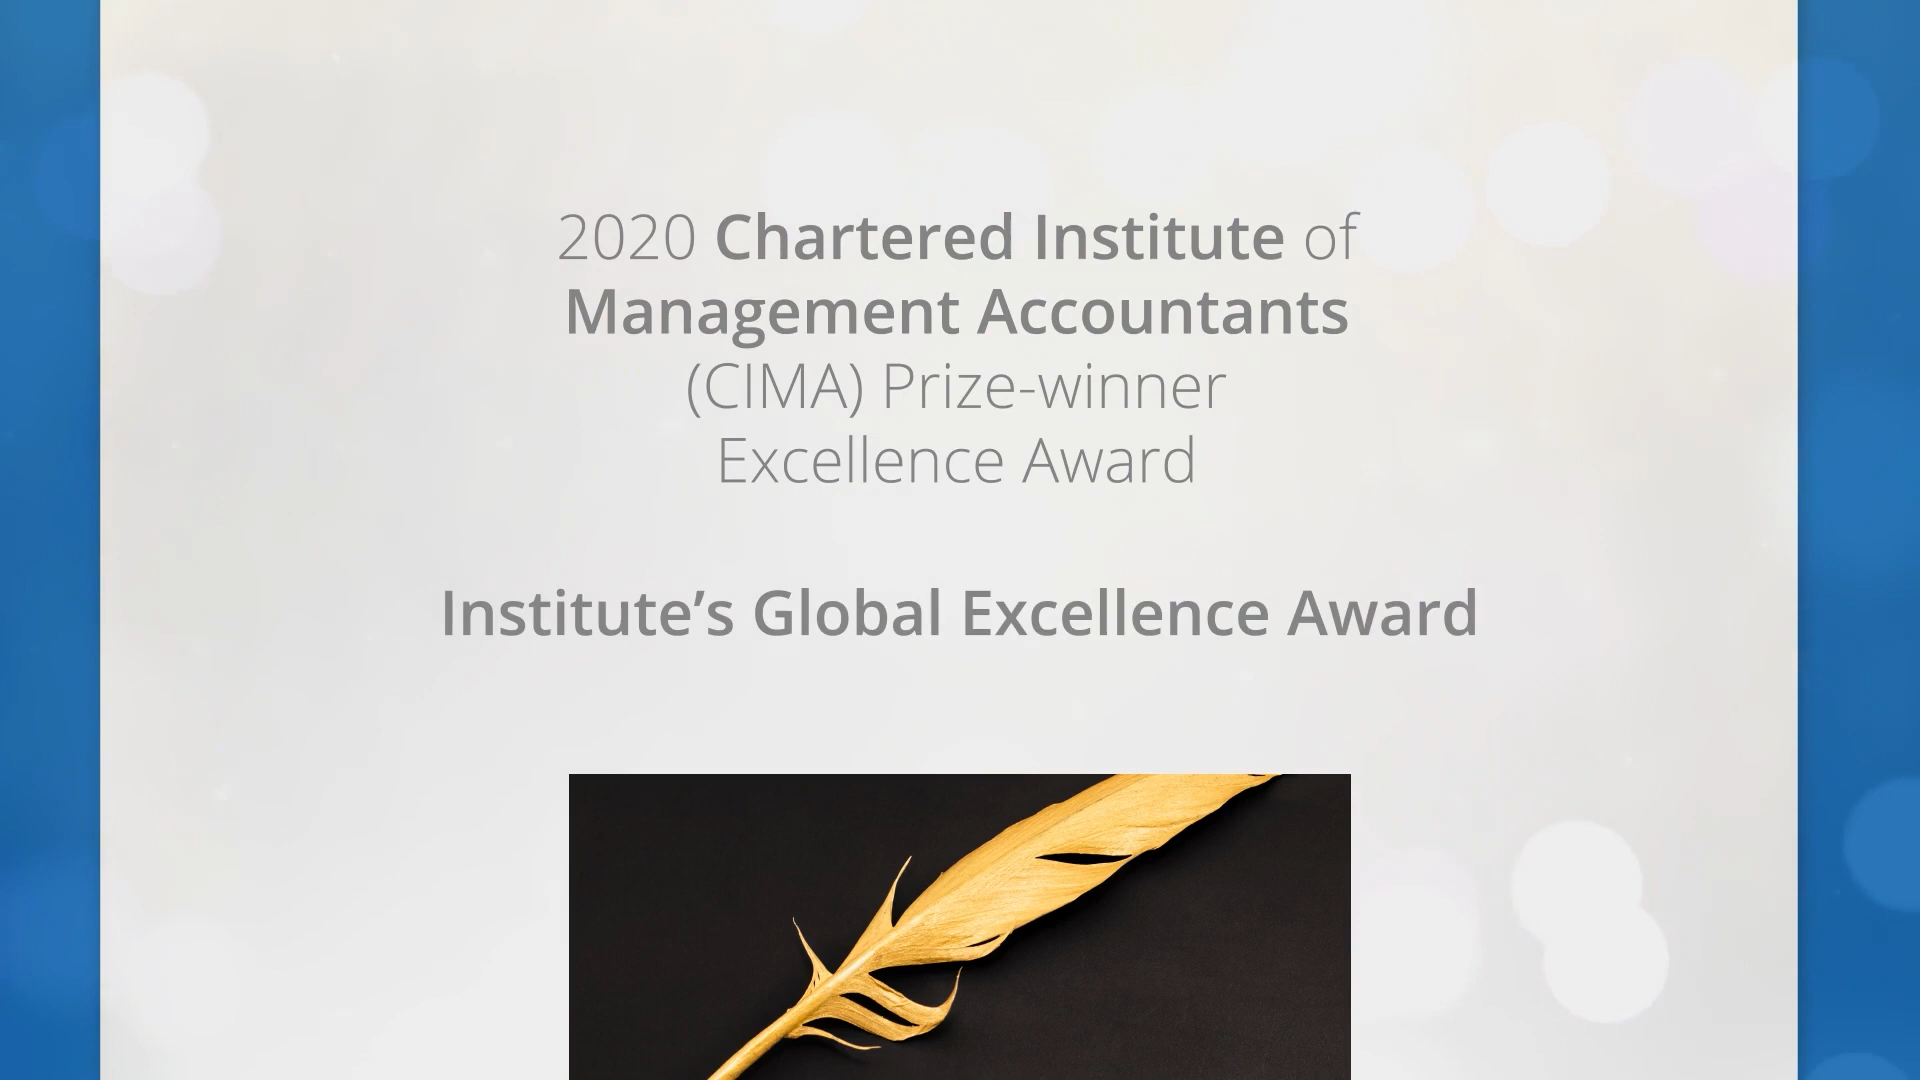 2020 Chartered Institute of
Management Accountants
(CIMA) Prize-winner
Excellence Award
Institute’s Global Excellence Award